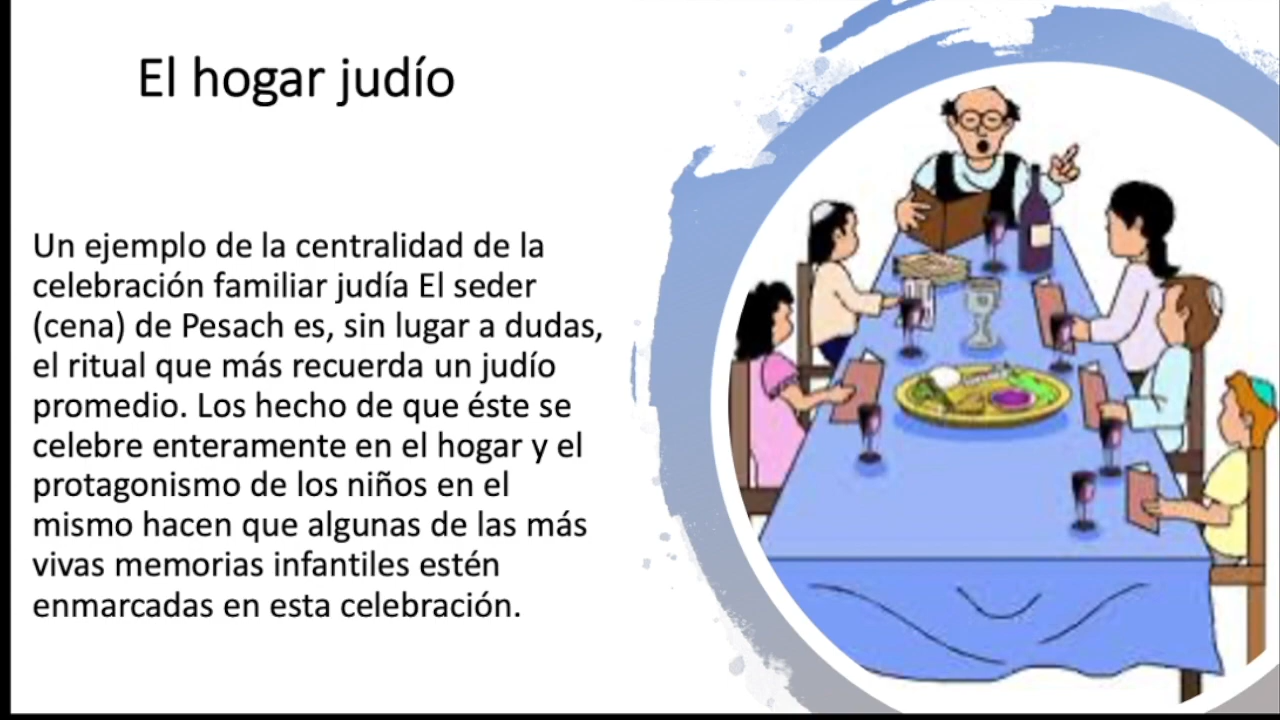 El hogar judío
Un ejemplo de la centralidad de la
celebración familiar judía El seder
(cena) de Pesach es, sin lugar a dudas,
el ritual que más recuerda un judío
promedio. Los hecho de que éste se
celebre enteramente en el hogar y el
protagonismo de los niños en el
mismo hacen que algunas de las más
vivas memorias infantiles estén
enmarcadas en esta celebración.